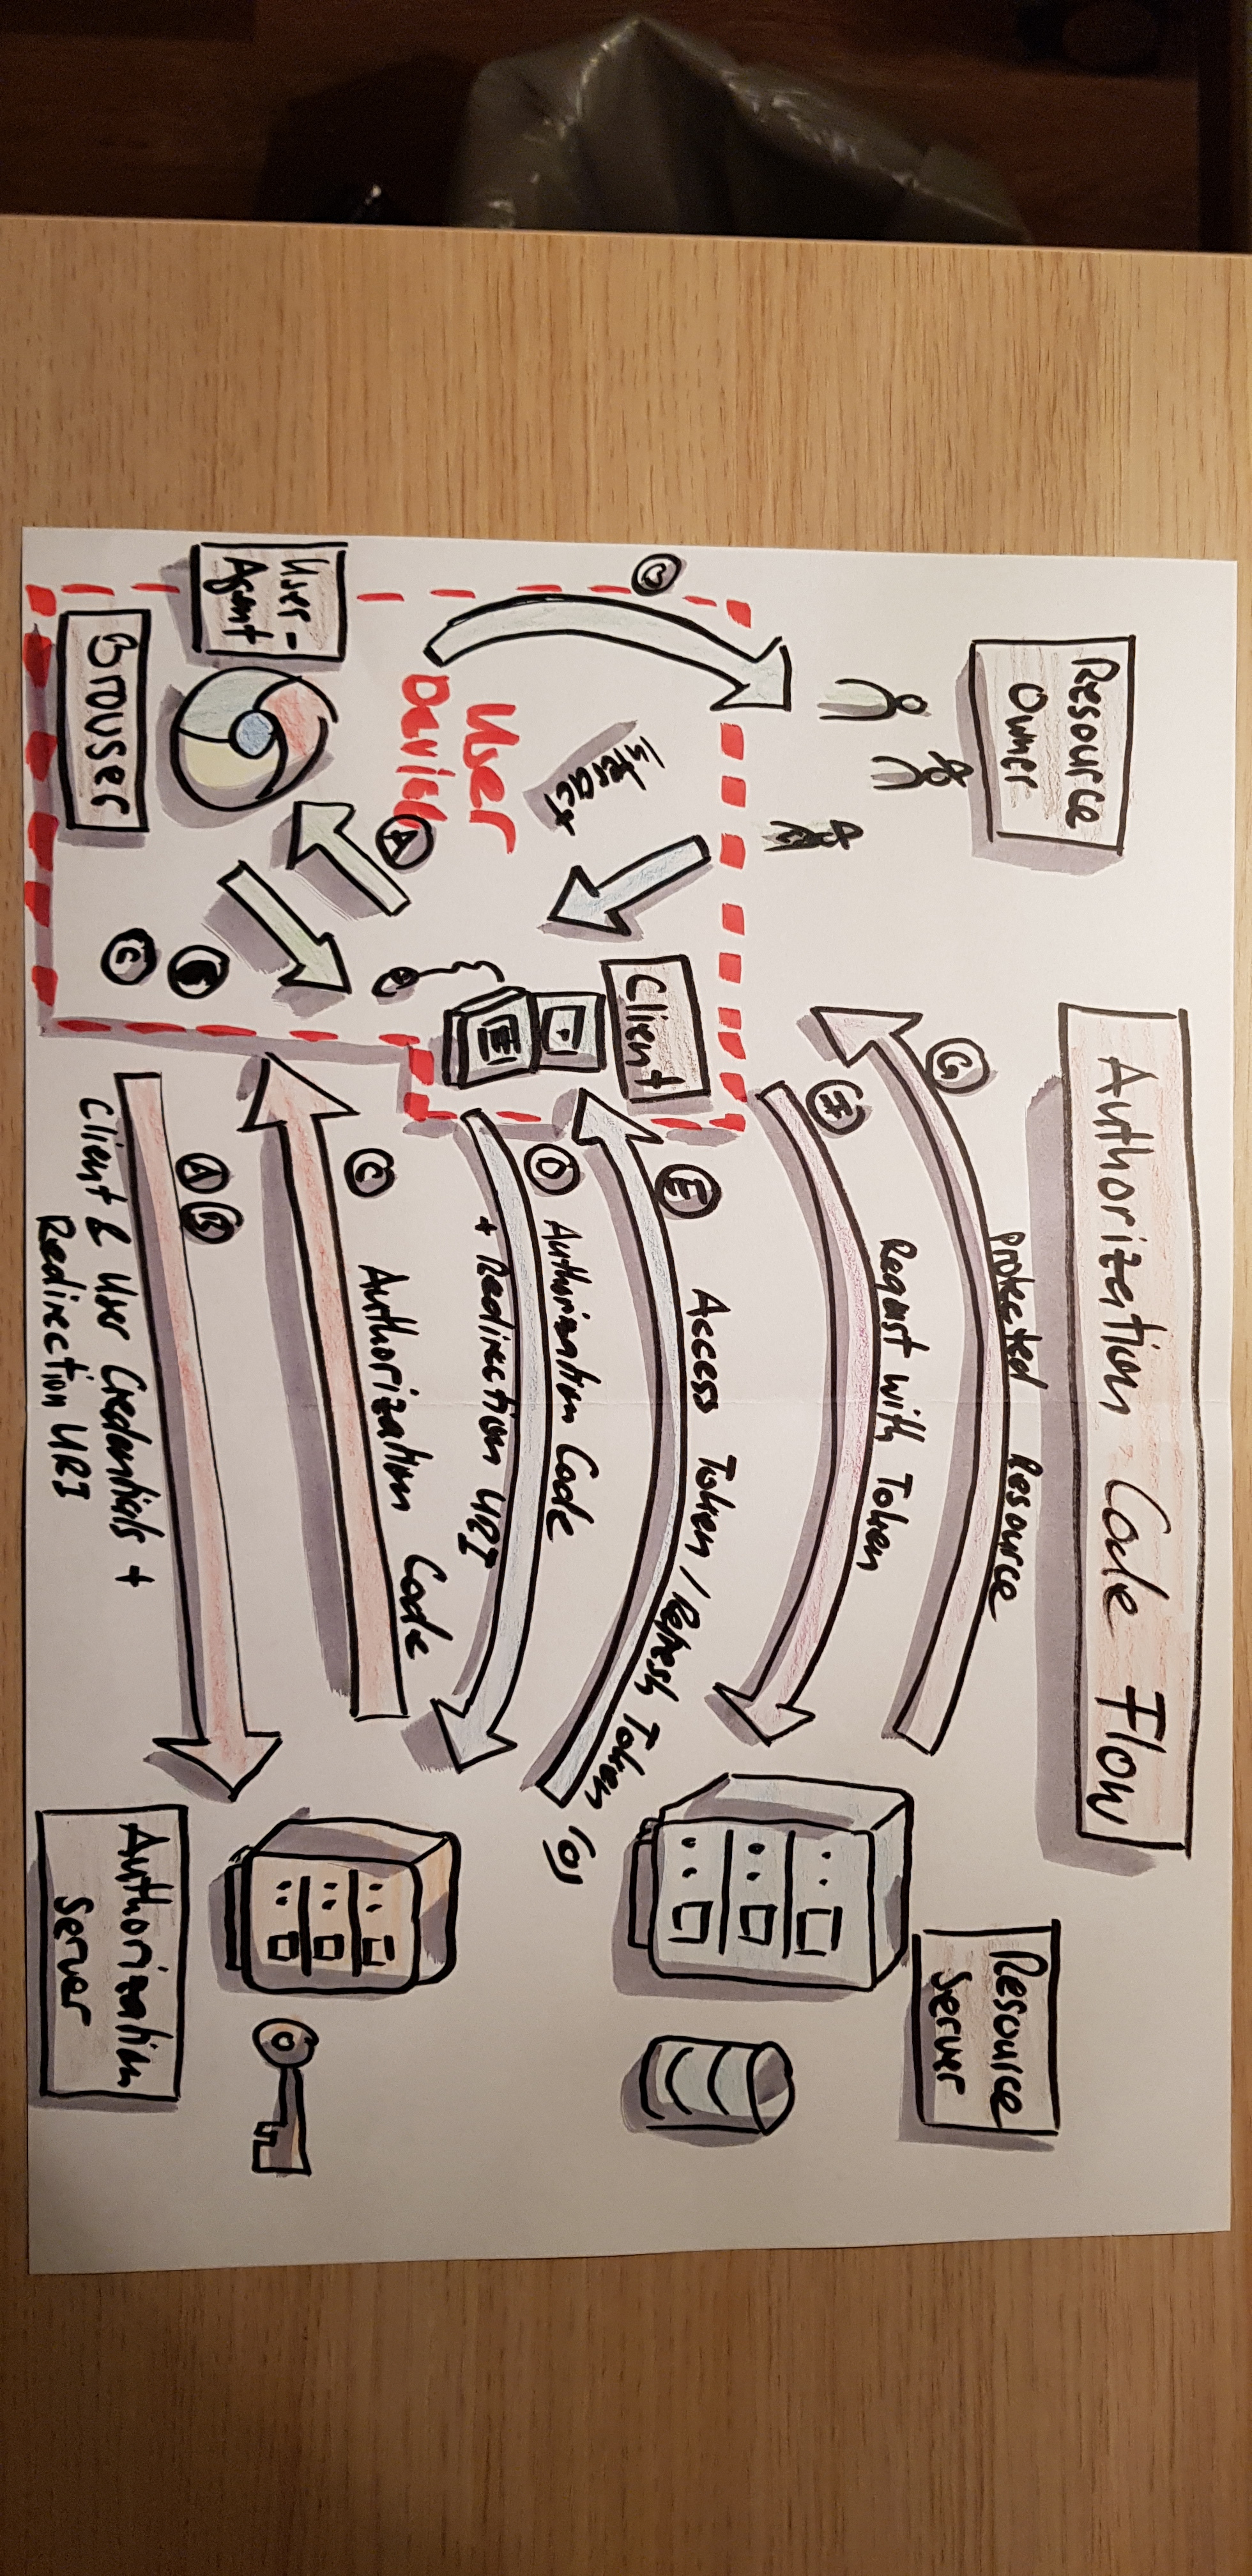 Authorization Code Flow
Resource
Owner
Resource
Server
Protected Resource
G
Reqest with Token
E
Access Token / Refresh Token (O)
Client
Interact
D
Authorization Code
+ Redirection URI
User
Device
A
C
Authorization Code
User-
Agent
A B
C
Browser
Client & User Credentials +
Redirection URI
Authorization
Server